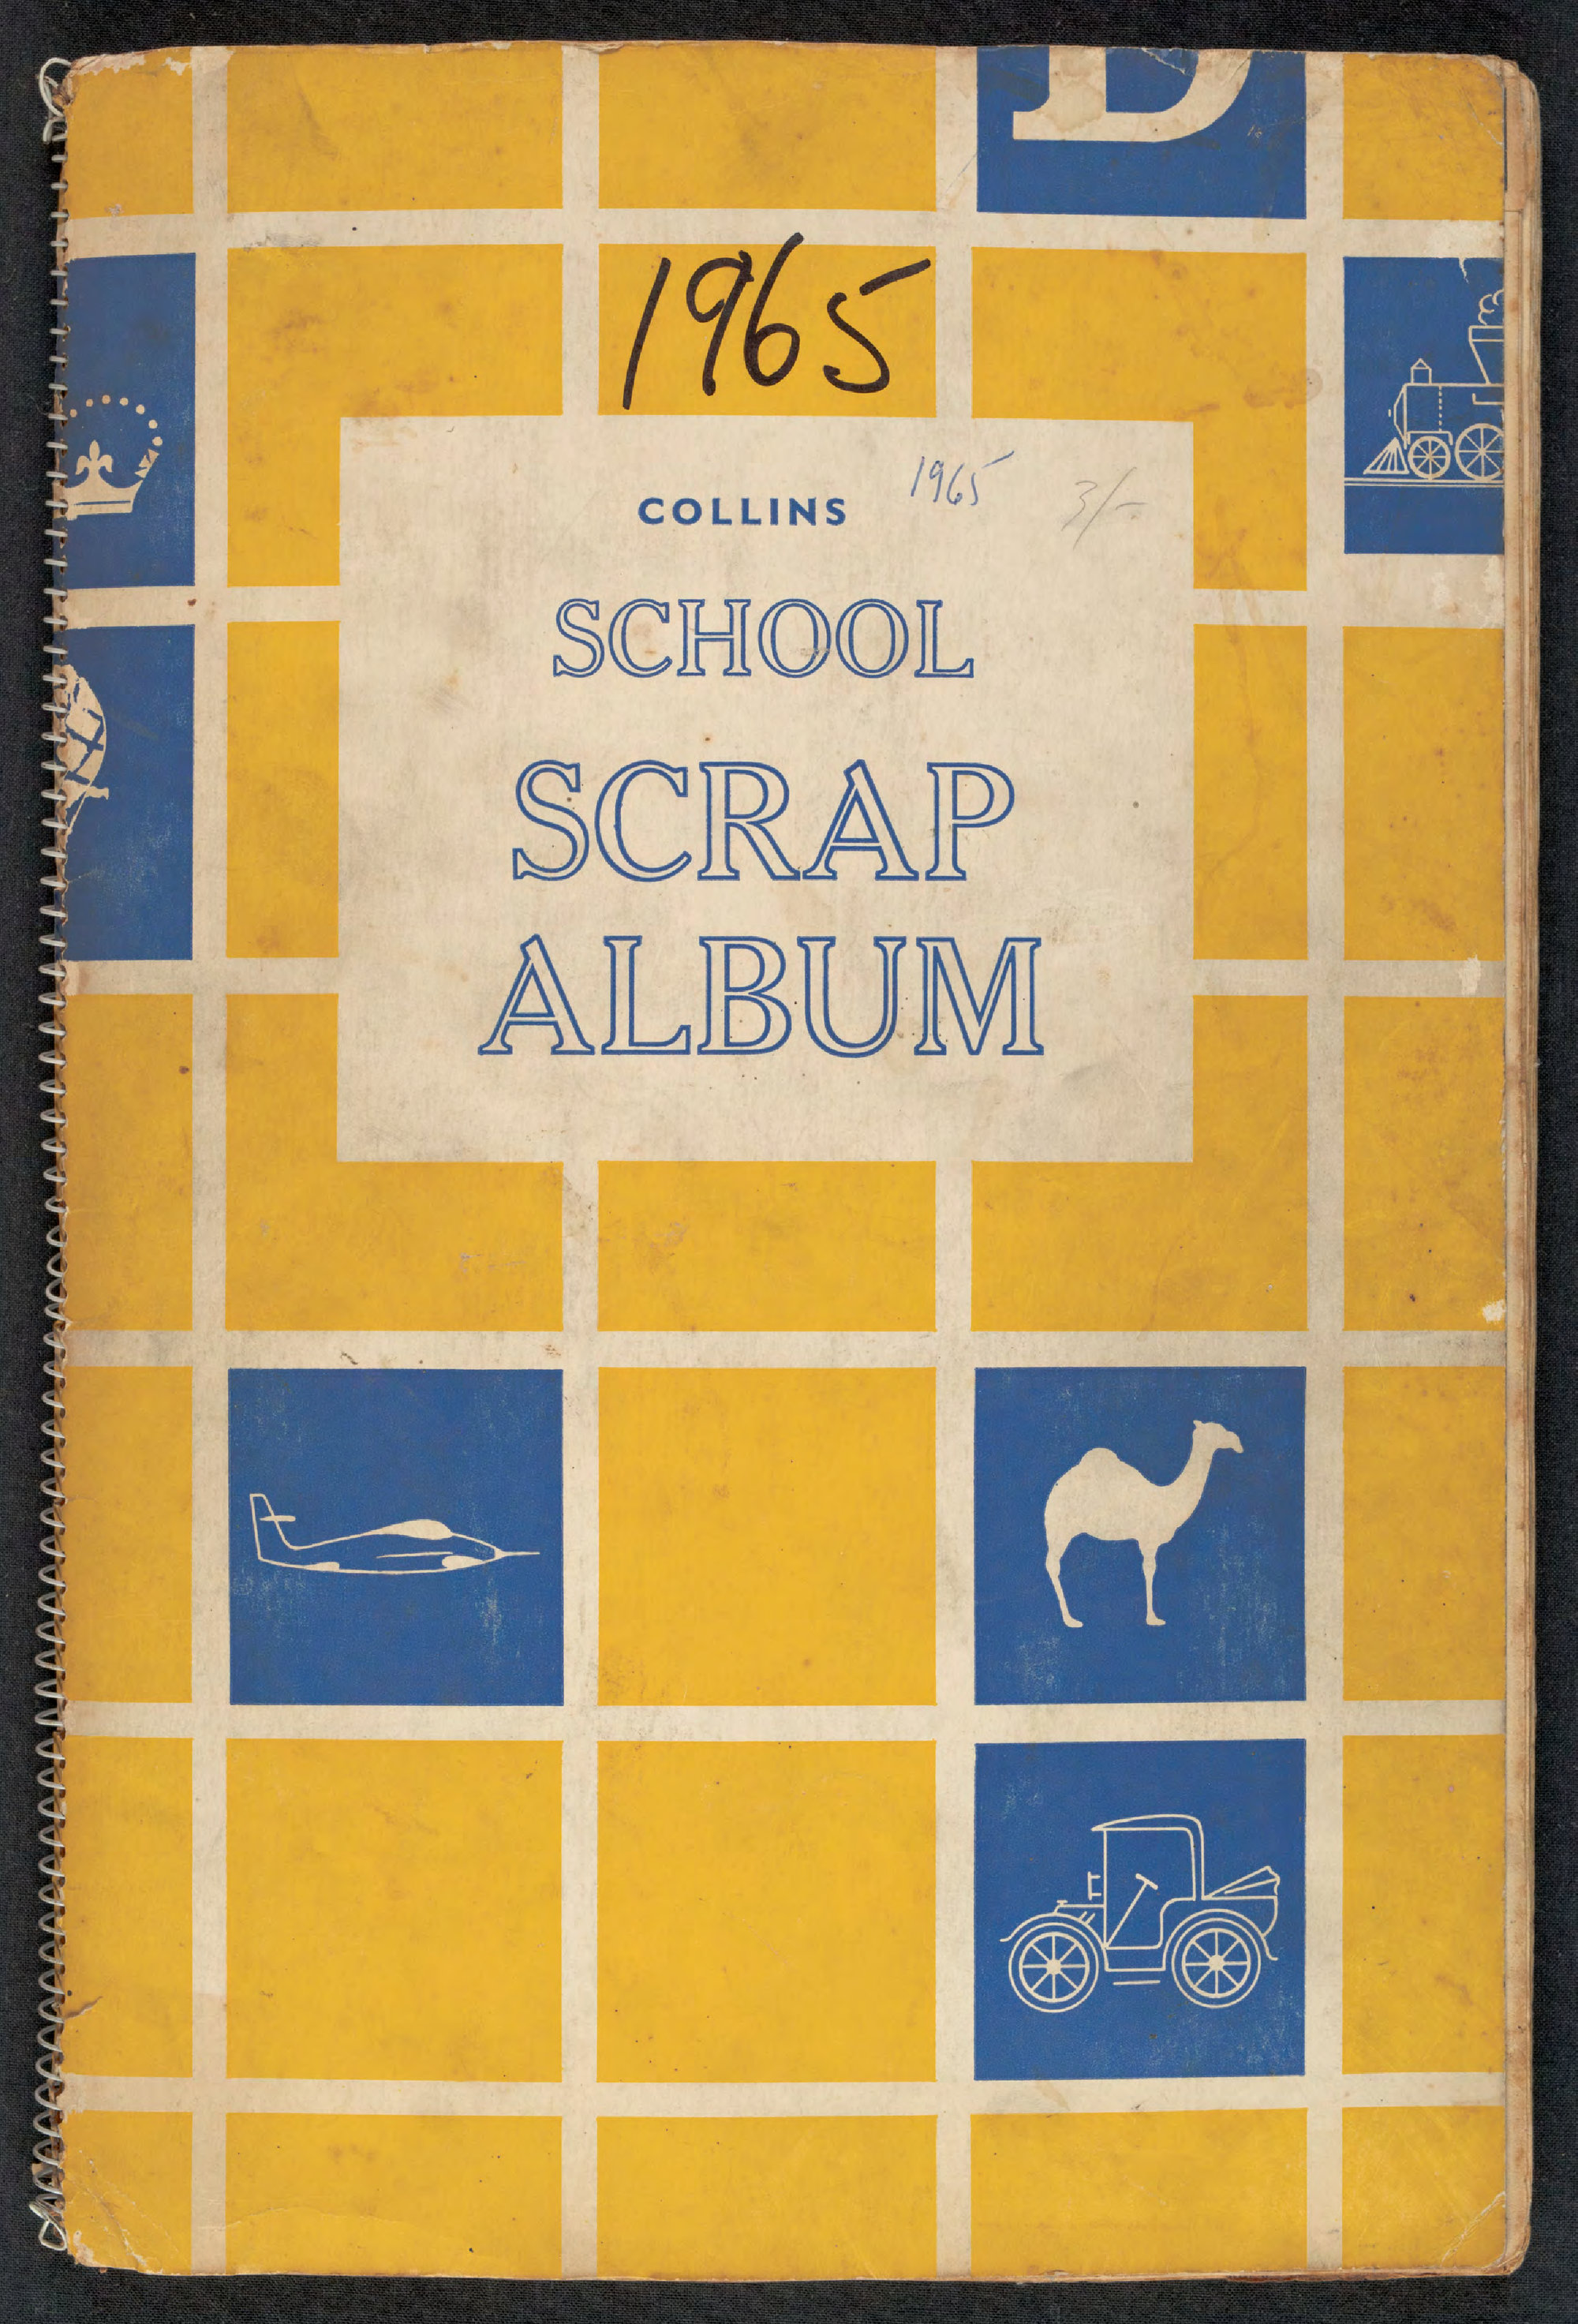 1965
COLLINS 1965 3/-
SCHOOL
SCRAP
ALBUM